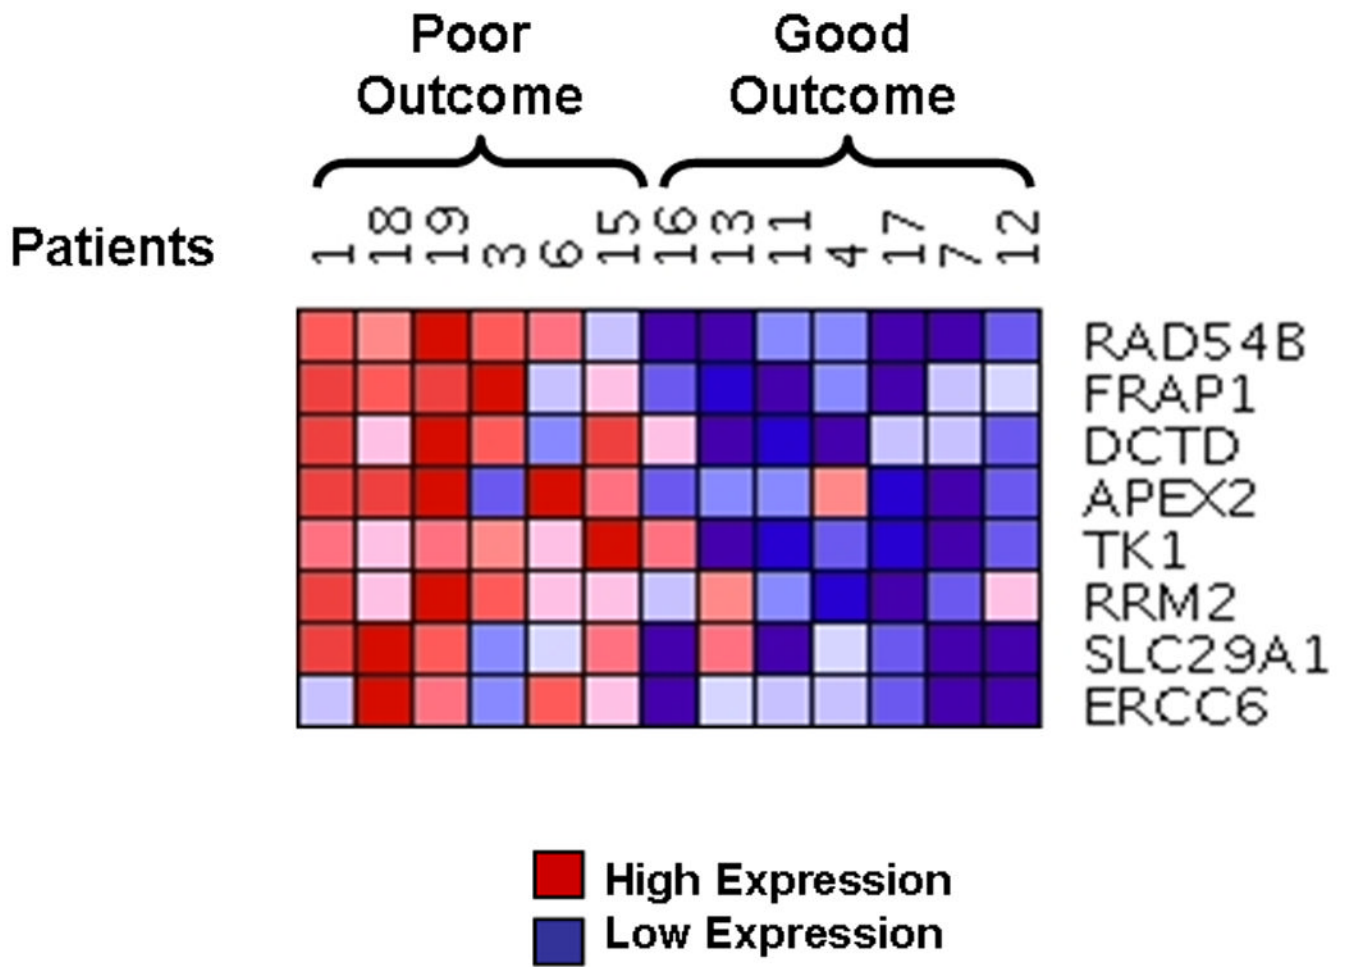 Poor Outcome
Good Outcome
Patients
1 18 19 3 6 15 16 13 11 4 17 7 12
RAD54B
FRAP1
DCTD
APEX2
TK1
RRM2
SLC29A1
ERCC6
High Expression
Low Expression